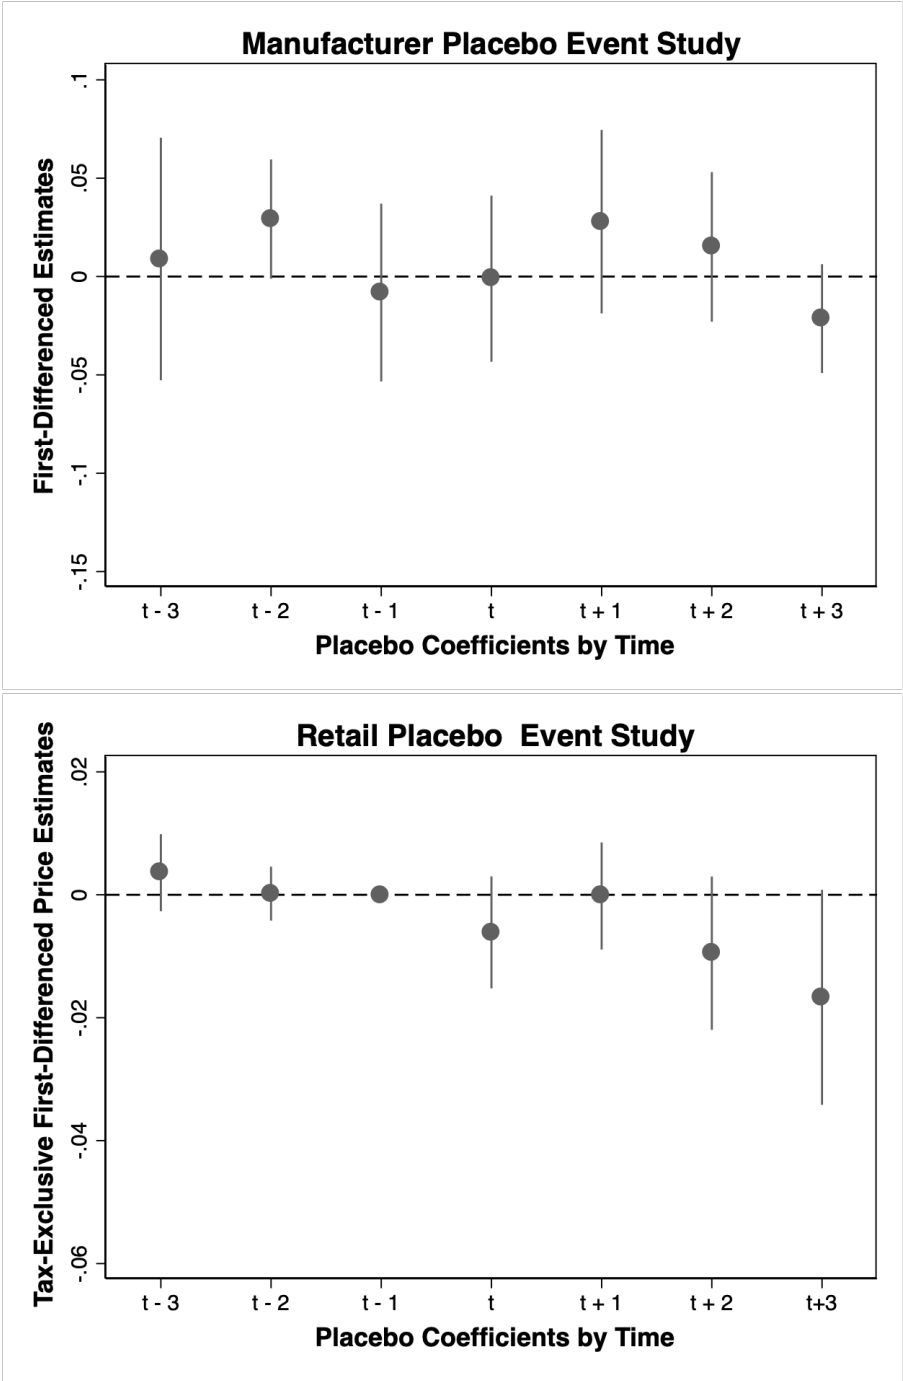 Manufacturer Placebo Event Study
First-Differenced Estimates
.1
.05
0
-.05
-.1
-.15
t - 3
t - 2
t - 1
t
t + 1
t + 2
t + 3
Placebo Coefficients by Time
Retail Placebo  Event Study
Tax-Exclusive First-Differenced Price Estimates
.02
0
-.02
-.04
-.06
t - 3
t - 2
t - 1
t
t + 1
t + 2
t+3
Placebo Coefficients by Time